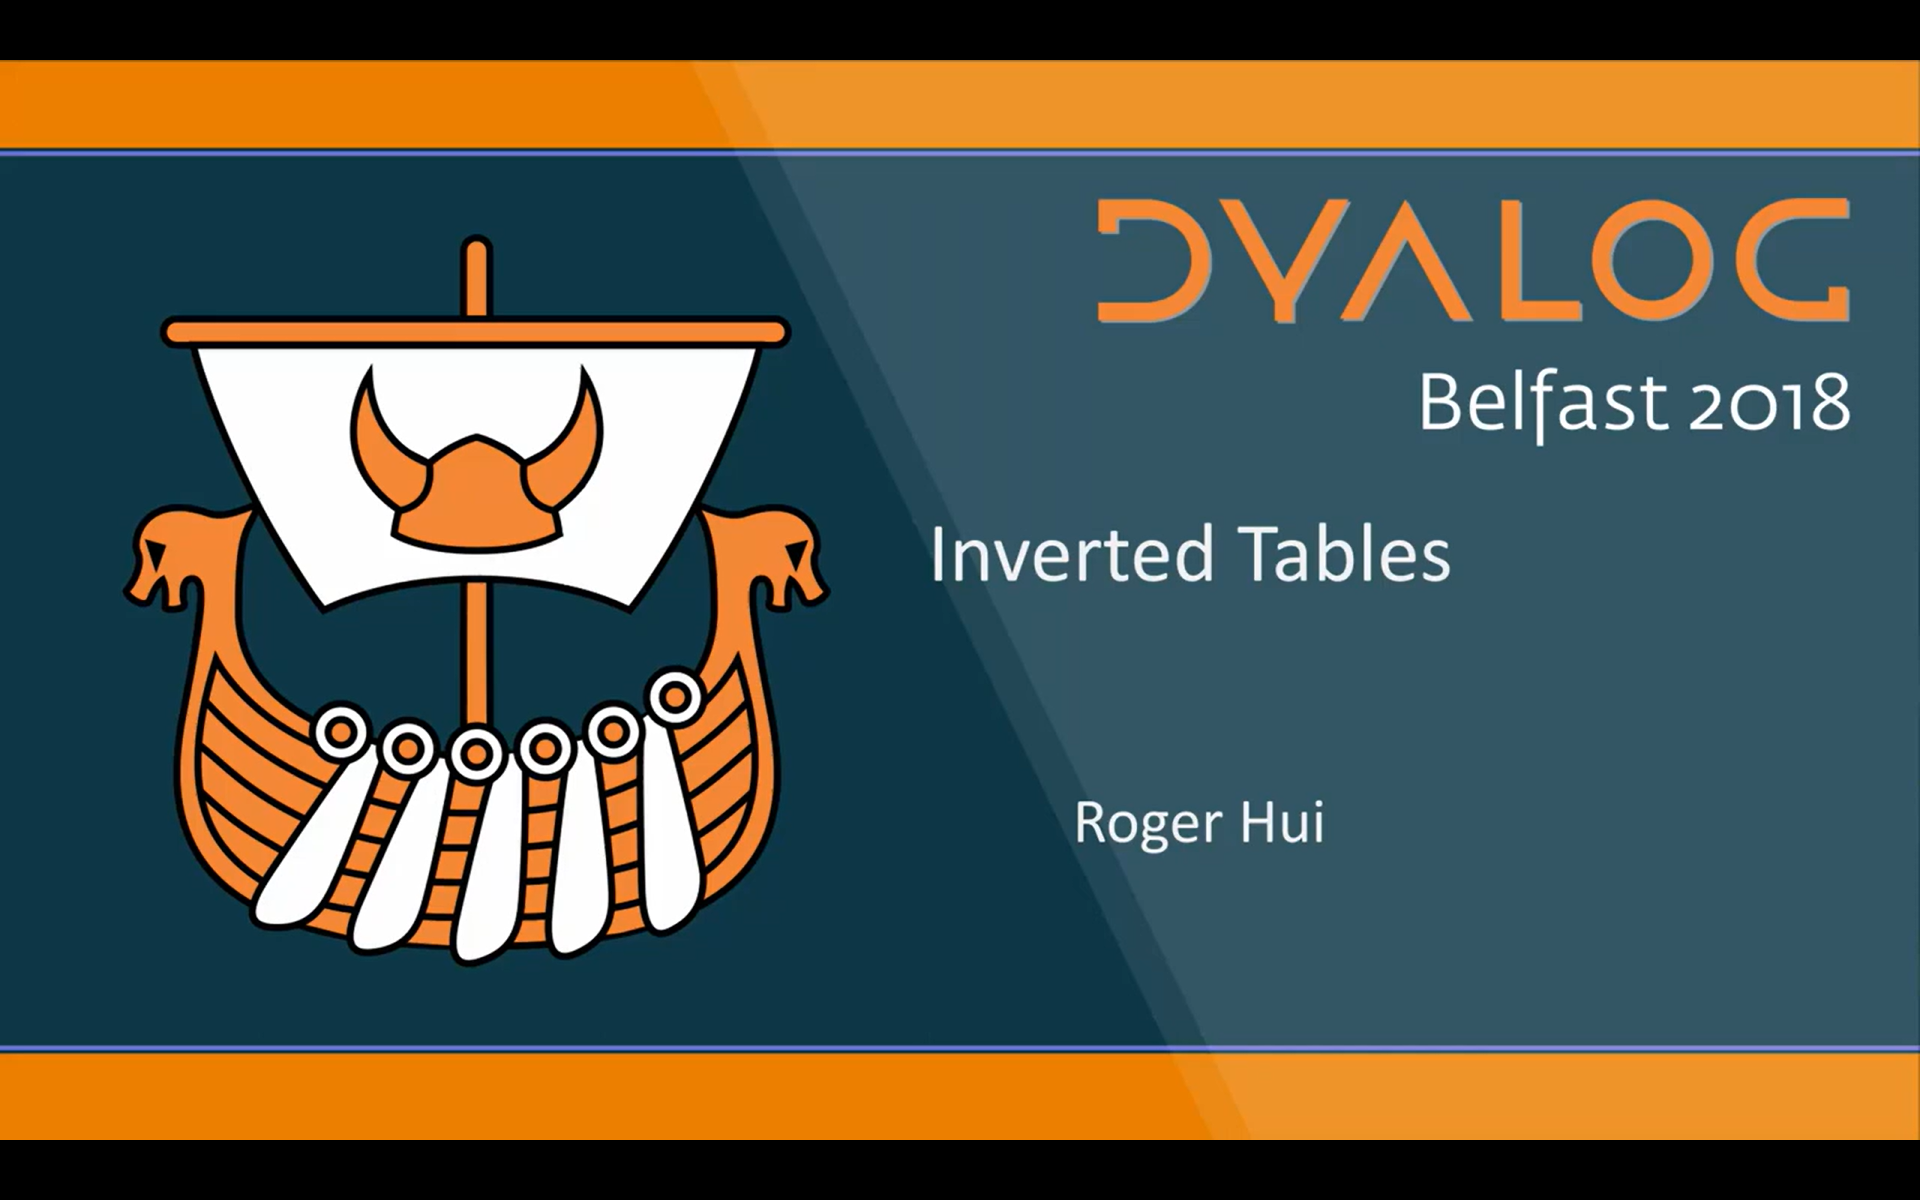 DYALOG
Belfast 2018
Inverted Tables
Roger Hui